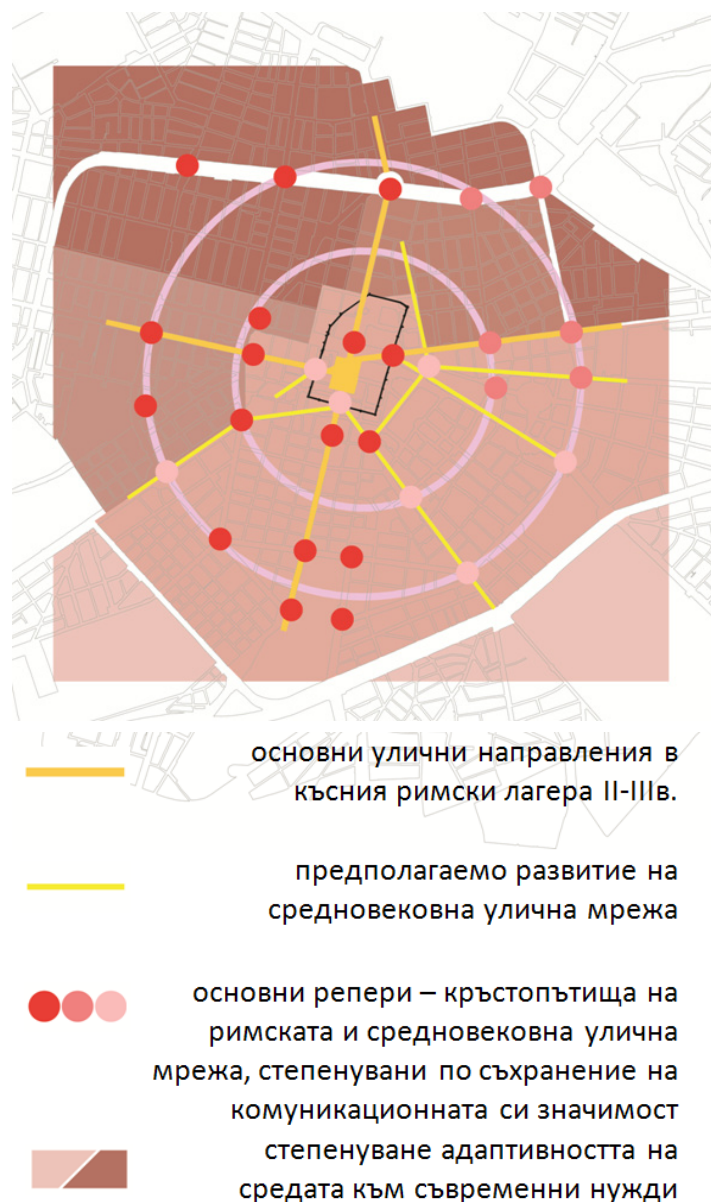 основни улични направления в
късния римски лагера II-IIIв.
предполагаемо развитие на
средновековна улична мрежа
основни репери – кръстопътища на
римската и средновековна улична
мрежа, степенувани по съхранение на
комуникационната си значимост
степенуване адаптивността на
средата към съвременни нужди